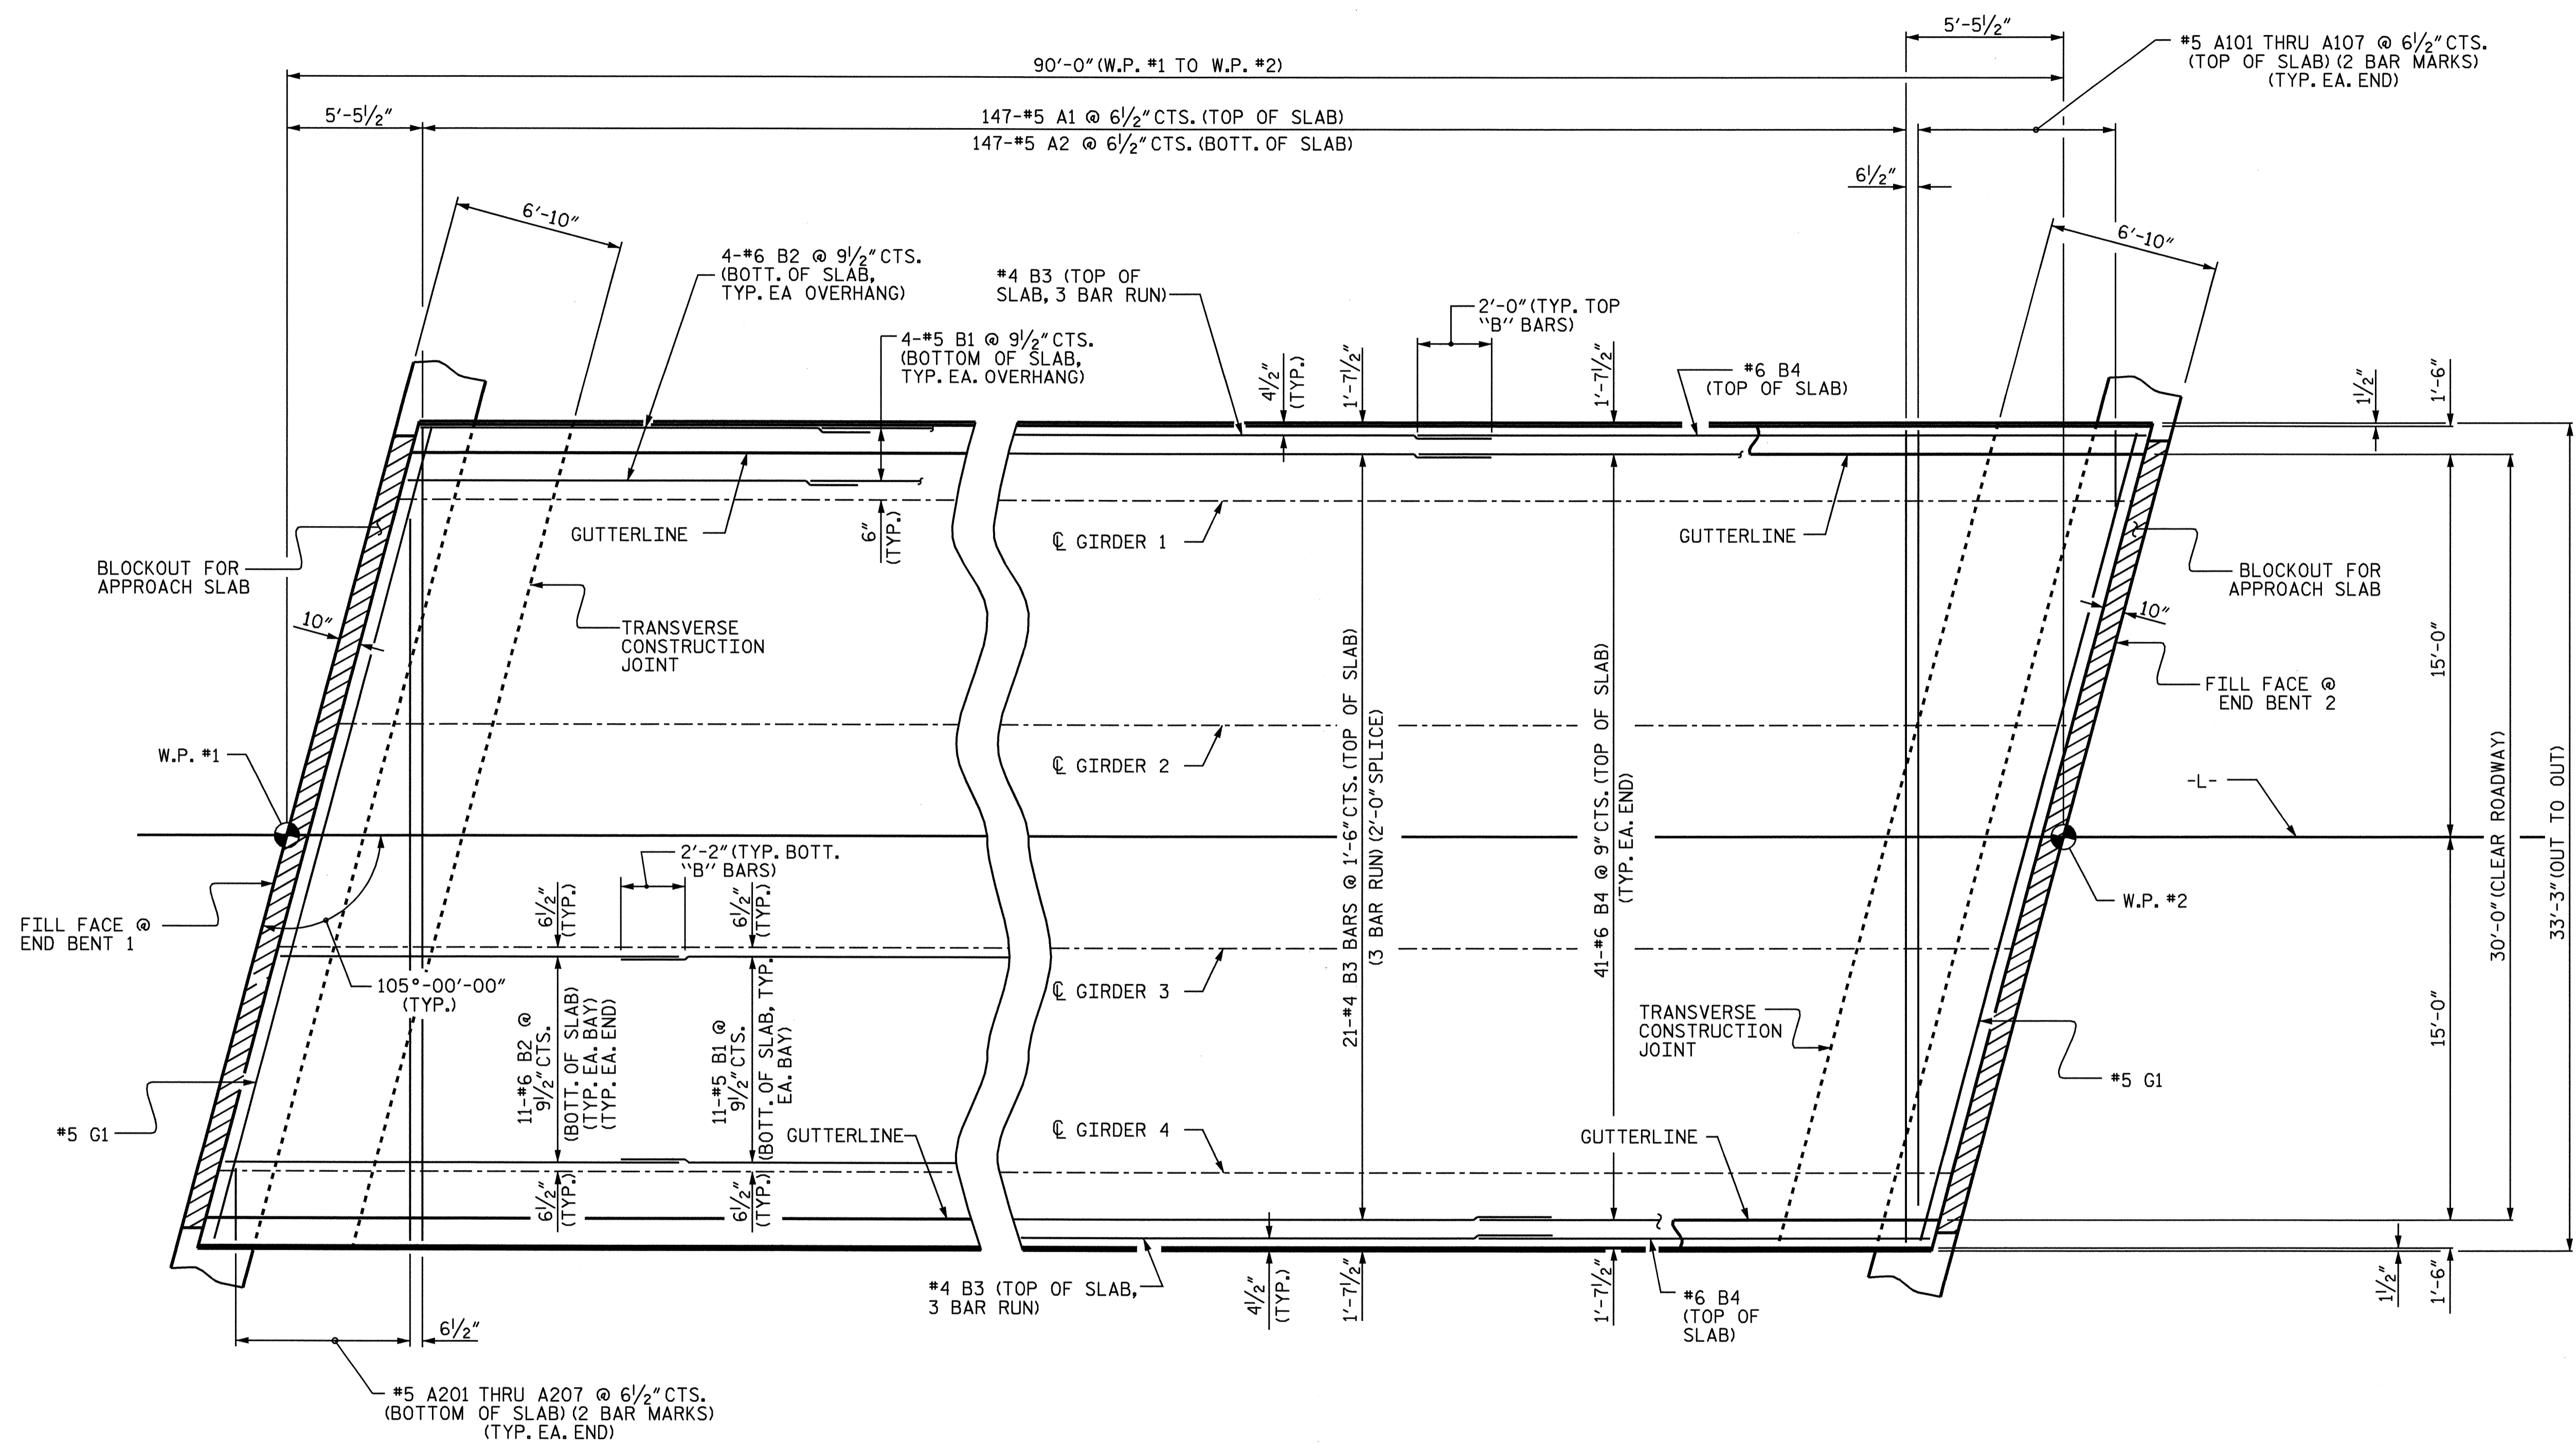 5'-5½"
#5 A101 THRU A107 @ 6½"CTS.
(TOP OF SLAB) (2 BAR MARKS)
(TYP. EA. END)
90'-0" (W.P. #1 TO W.P. #2)
5'-5½"
147-#5 A1 @ 6½"CTS. (TOP OF SLAB)
147-#5 A2 @ 6½"CTS. (BOTT. OF SLAB)
6½"
6'-10"
6'-10"
4-#6 B2 @ 9½"CTS.
(BOTT. OF SLAB,
TYP. EA OVERHANG)
#4 B3 (TOP OF
SLAB, 3 BAR RUN)
2'-0" (TYP. TOP
"B" BARS)
4-#5 B1 @ 9½"CTS.
(BOTTOM OF SLAB,
TYP. EA. OVERHANG)
4½"
(TYP.)
1'-7½"
1'-7½"
#6 B4
(TOP OF SLAB)
1½"
1'-6"
GUTTERLINE
6"
(TYP.)
℄ GIRDER 1
GUTTERLINE
BLOCKOUT FOR
APPROACH SLAB
BLOCKOUT FOR
APPROACH SLAB
10"
10"
TRANSVERSE
CONSTRUCTION
JOINT
15'-0"
FILL FACE @
END BENT 2
W.P. #1
℄ GIRDER 2
21-#4 B3 BARS @ 1'-6"CTS. (TOP OF SLAB)
(3 BAR RUN) (2'-0"SPLICE)
41-#6 B4 @ 9"CTS. (TOP OF SLAB)
(TYP. EA. END)
-L-
30'-0" (CLEAR ROADWAY)
33'-3" (OUT TO OUT)
2'-2" (TYP. BOTT.
"B" BARS)
6½"
(TYP.)
6½"
(TYP.)
FILL FACE @
END BENT 1
W.P. #2
105°-00'-00"
(TYP.)
℄ GIRDER 3
11-#6 B2 @
9½"CTS.
(BOTT. OF SLAB)
(TYP. EA. BAY)
(TYP. EA. END)
11-#5 B1 @
9½"CTS.
(BOTT. OF SLAB, TYP.
EA. BAY)
TRANSVERSE
CONSTRUCTION
JOINT
15'-0"
#5 G1
#5 G1
GUTTERLINE
℄ GIRDER 4
GUTTERLINE
6½"
(TYP.)
6½"
(TYP.)
#4 B3 (TOP OF SLAB,
3 BAR RUN)
4½"
(TYP.)
1'-7½"
1'-7½"
#6 B4
(TOP OF
SLAB)
1½"
1'-6"
6½"
#5 A201 THRU A207 @ 6½"CTS.
(BOTTOM OF SLAB) (2 BAR MARKS)
(TYP. EA. END)